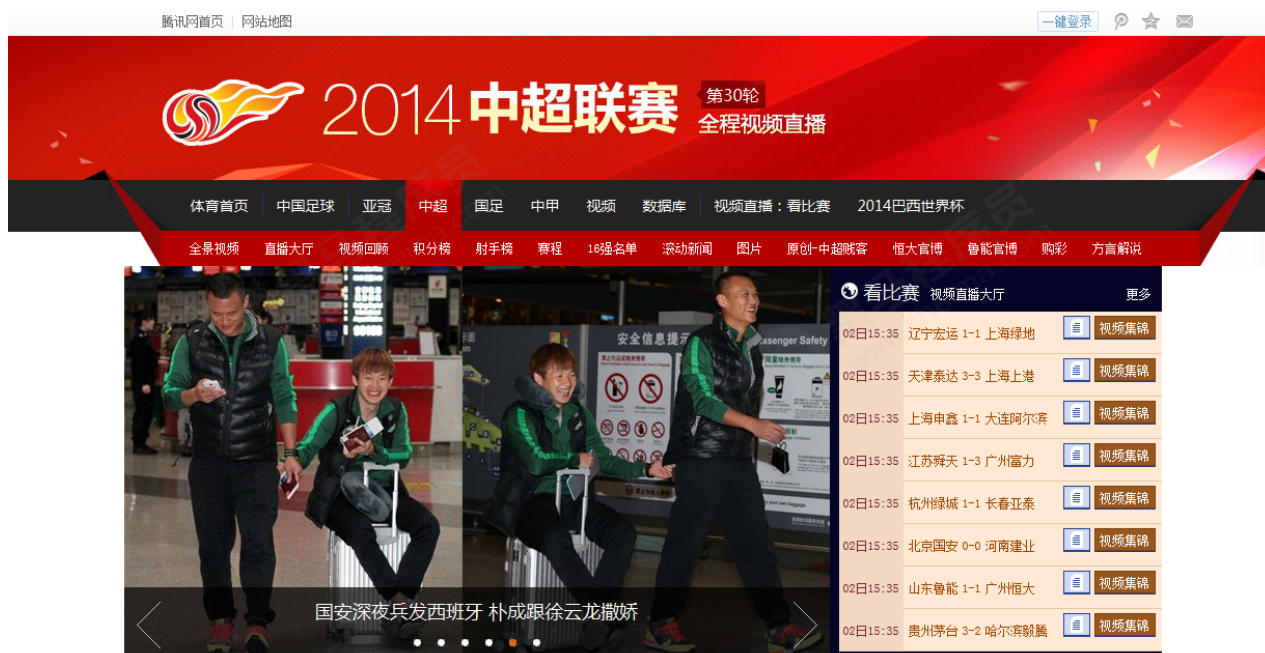 腾讯网首页 网站地图 一键登录
2014 中超联赛 第30轮
全程视频直播
体育首页 中国足球 亚冠 中超 国足 中甲 视频 数据库 视频直播：看比赛 2014巴西世界杯
全景视频 直播大厅 视频回顾 积分榜 射手榜 赛程 16强名单 滚动新闻 图片 原创-中超贱客 恒大官博 鲁能官博 购彩 方言解说
安全信息提示
Passenger Safety
看比赛 视频直播大厅 更多
02日15:35 辽宁宏运 1-1 上海绿地 视频集锦
02日15:35 天津泰达 3-3 上海上港 视频集锦
02日15:35 上海申鑫 1-1 大连阿尔滨 视频集锦
02日15:35 江苏舜天 1-3 广州富力 视频集锦
02日15:35 杭州绿城 1-1 长春亚泰 视频集锦
02日15:35 北京国安 0-0 河南建业 视频集锦
02日15:35 山东鲁能 1-1 广州恒大 视频集锦
02日15:35 贵州茅台 3-2 哈尔滨毅腾 视频集锦
国安深夜兵发西班牙 朴成跟徐云龙撒娇